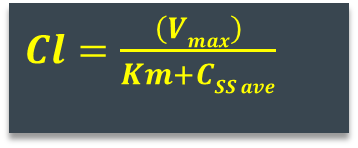 Cl = (V_max) / Km+C_SS ave